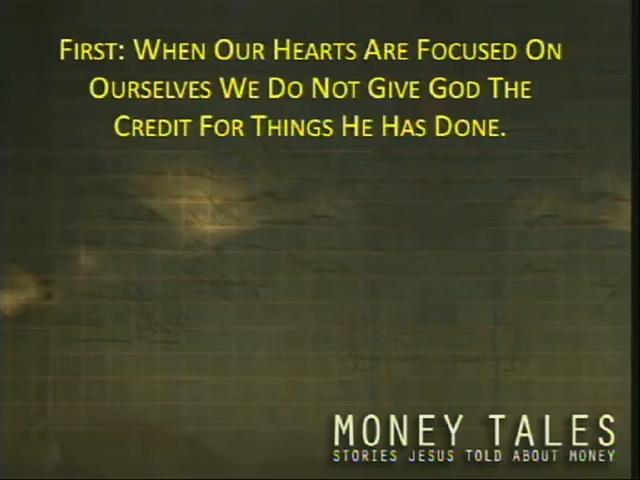 FIRST: WHEN OUR HEARTS ARE FOCUSED ON
OURSELVES WE DO NOT GIVE GOD THE
CREDIT FOR THINGS HE HAS DONE.
MONEY TALES
STORIES JESUS TOLD ABOUT MONEY